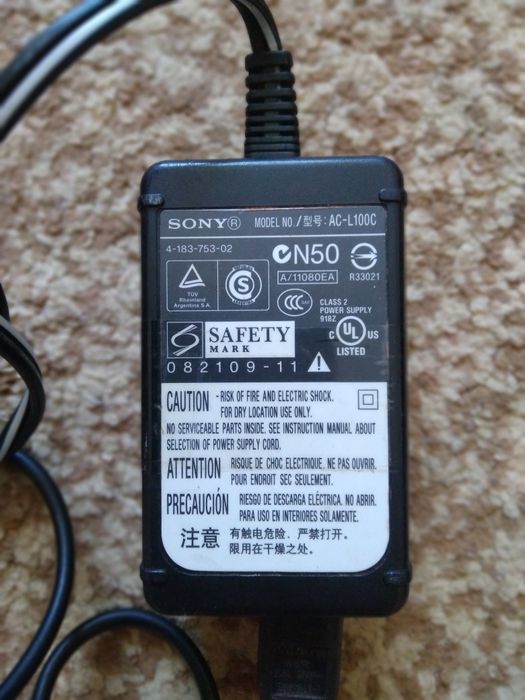 SONY® MODEL NO./型号: AC-L100C
4-183-753-02
N50
A/11080EA R33021
TÜV
Rheinland
Argentina S.A.
S
CCC
CLASS 2
POWER SUPPLY
918Z
C UL US
LISTED
SAFETY
MARK
082109-11
CAUTION - RISK OF FIRE AND ELECTRIC SHOCK.
FOR DRY LOCATION USE ONLY.
NO SERVICEABLE PARTS INSIDE. SEE INSTRUCTION MANUAL ABOUT
SELECTION OF POWER SUPPLY CORD.
ATTENTION RISQUE DE CHOC ELECTRIQUE, NE PAS OUVRIR.
POUR ENDROIT SEC SEULEMENT.
PRECAUCIÓN RIESGO DE DESCARGA ELÉCTRICA, NO ABRIR.
PARA USO EN INTERIORES SOLAMENTE.
注意 有触电危险、严禁打开。
限用在干燥之处。